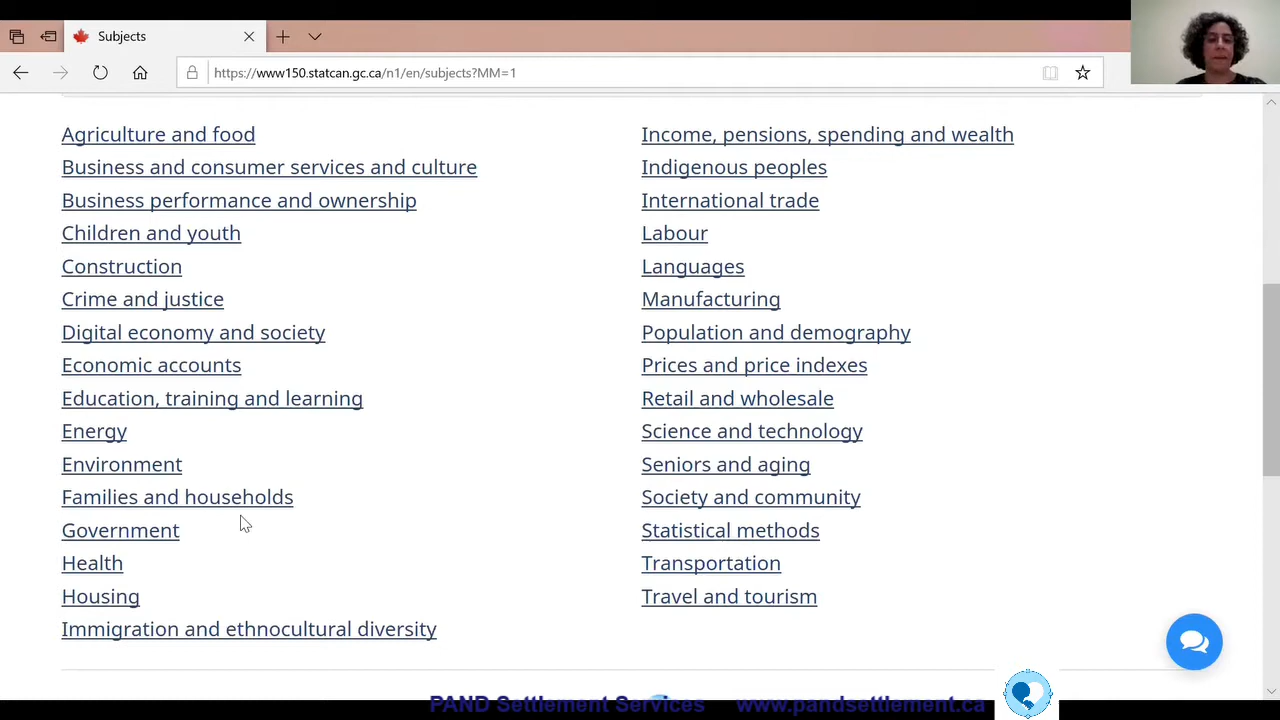 Subjects
https://www150.statcan.gc.ca/n1/en/subjects?MM=1
Agriculture and food
Business and consumer services and culture
Business performance and ownership
Children and youth
Construction
Crime and justice
Digital economy and society
Economic accounts
Education, training and learning
Energy
Environment
Families and households
Government
Health
Housing
Immigration and ethnocultural diversity
Income, pensions, spending and wealth
Indigenous peoples
International trade
Labour
Languages
Manufacturing
Population and demography
Prices and price indexes
Retail and wholesale
Science and technology
Seniors and aging
Society and community
Statistical methods
Transportation
Travel and tourism
PAND Settlement Services www.pandsettlement.ca